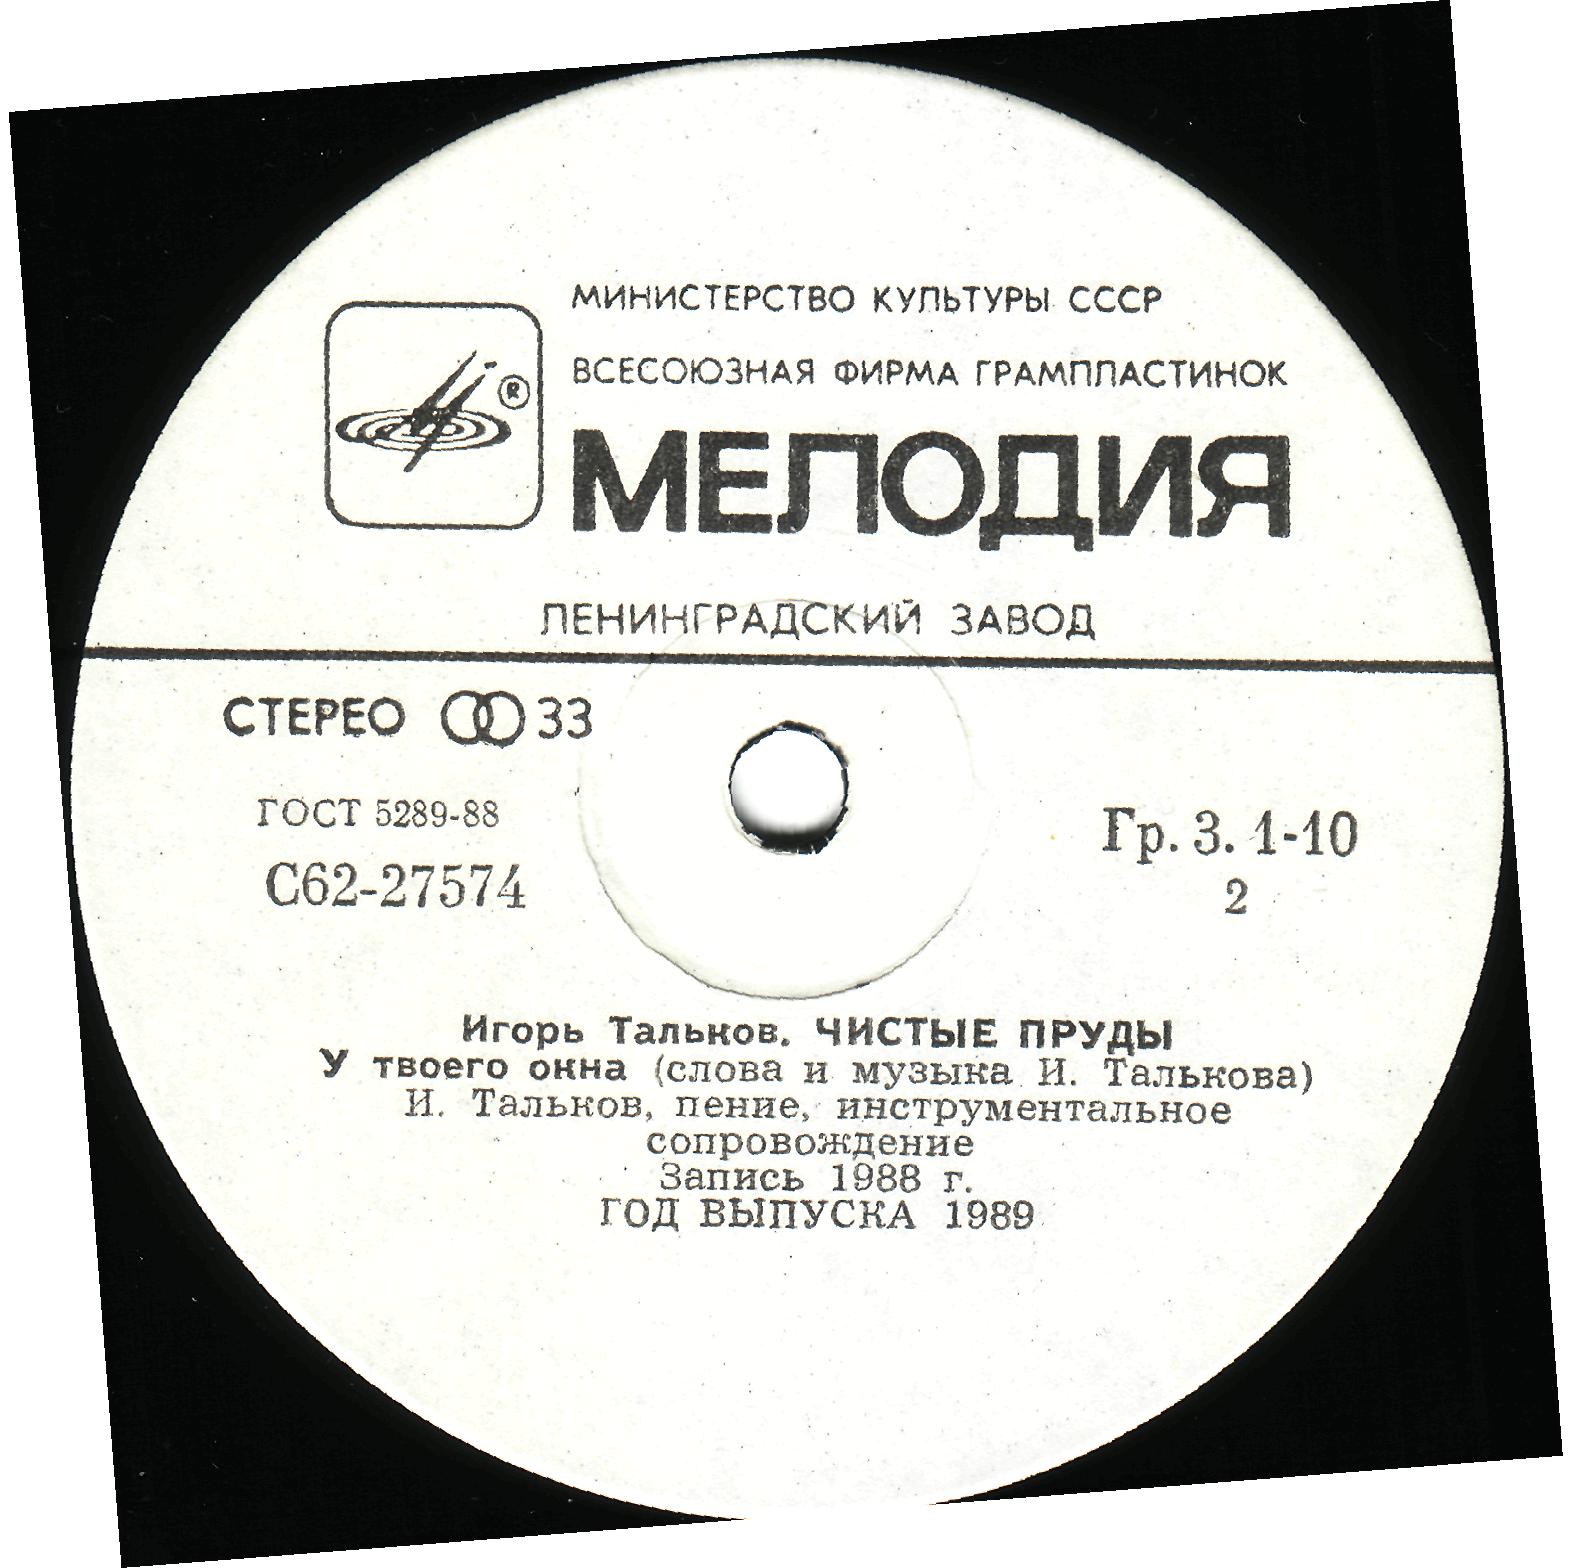 МИНИСТЕРСТВО КУЛЬТУРЫ СССР
ВСЕСОЮЗНАЯ ФИРМА ГРАМПЛАСТИНОК
®
МЕЛОДИЯ
ЛЕНИНГРАДСКИЙ ЗАВОД
СТЕРЕО 33
ГОСТ 5289-88
С62-27574
Гр. 3. 1-10
2
Игорь Тальков. ЧИСТЫЕ ПРУДЫ
У твоего окна (слова и музыка И. Талькова)
И. Тальков, пение, инструментальное
сопровождение
Запись 1988 г.
ГОД ВЫПУСКА 1989